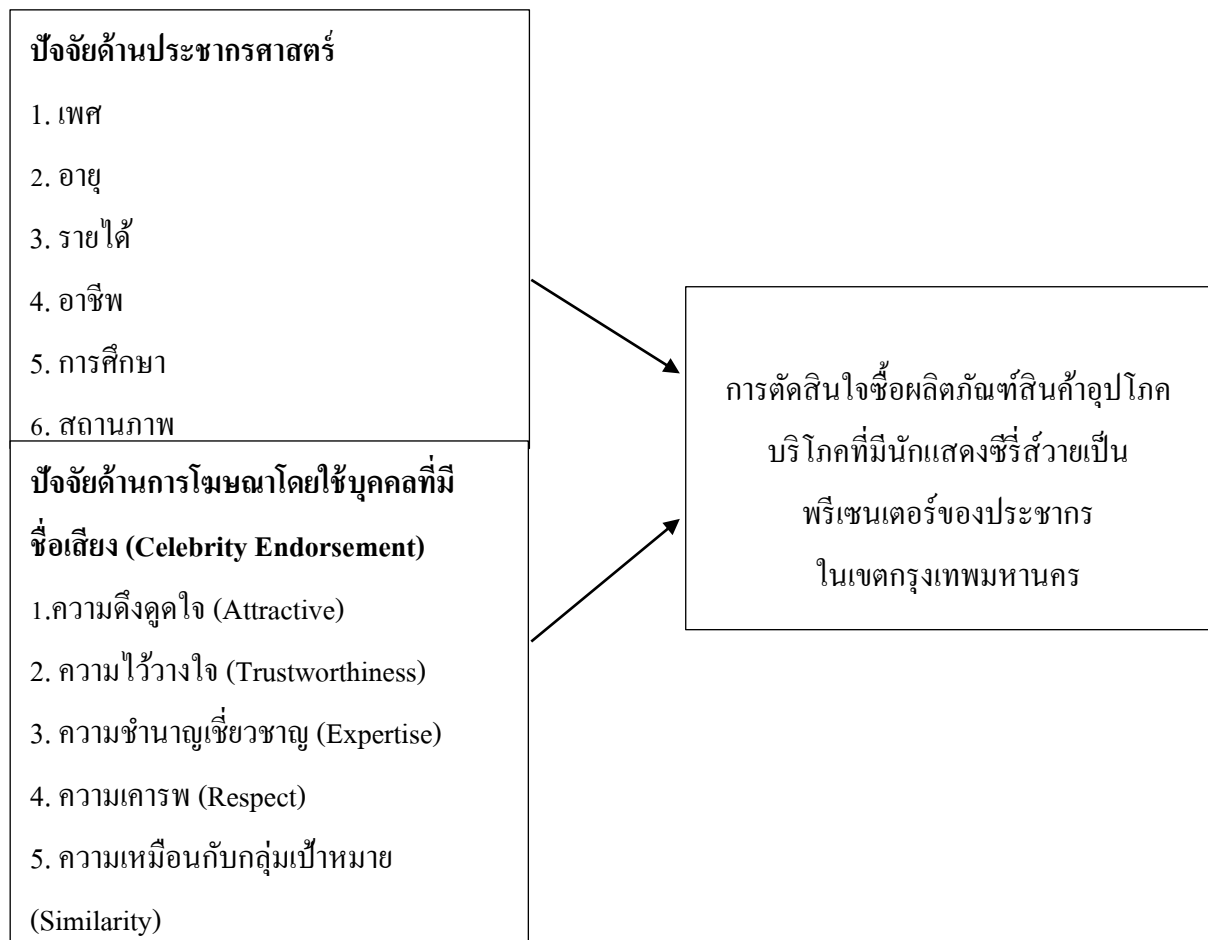 ปัจจัยด้านประชากรศาสตร์
1. เพศ
2. อายุ
3. รายได้
4. อาชีพ
5. การศึกษา
6. สถานภาพ
ปัจจัยด้านการโฆษณาโดยใช้บุคคลที่มี
ชื่อเสียง (Celebrity Endorsement)
1.ความดึงดูดใจ (Attractive)
2. ความไว้วางใจ (Trustworthiness)
3. ความชำนาญเชี่ยวชาญ (Expertise)
4. ความเคารพ (Respect)
5. ความเหมือนกับกลุ่มเป้าหมาย
(Similarity)
การตัดสินใจซื้อผลิตภัณฑ์สินค้าอุปโภค
บริโภคที่มีนักแสดงซีรี่ส์วายเป็น
พรีเซนเตอร์ของประชากร
ในเขตกรุงเทพมหานคร